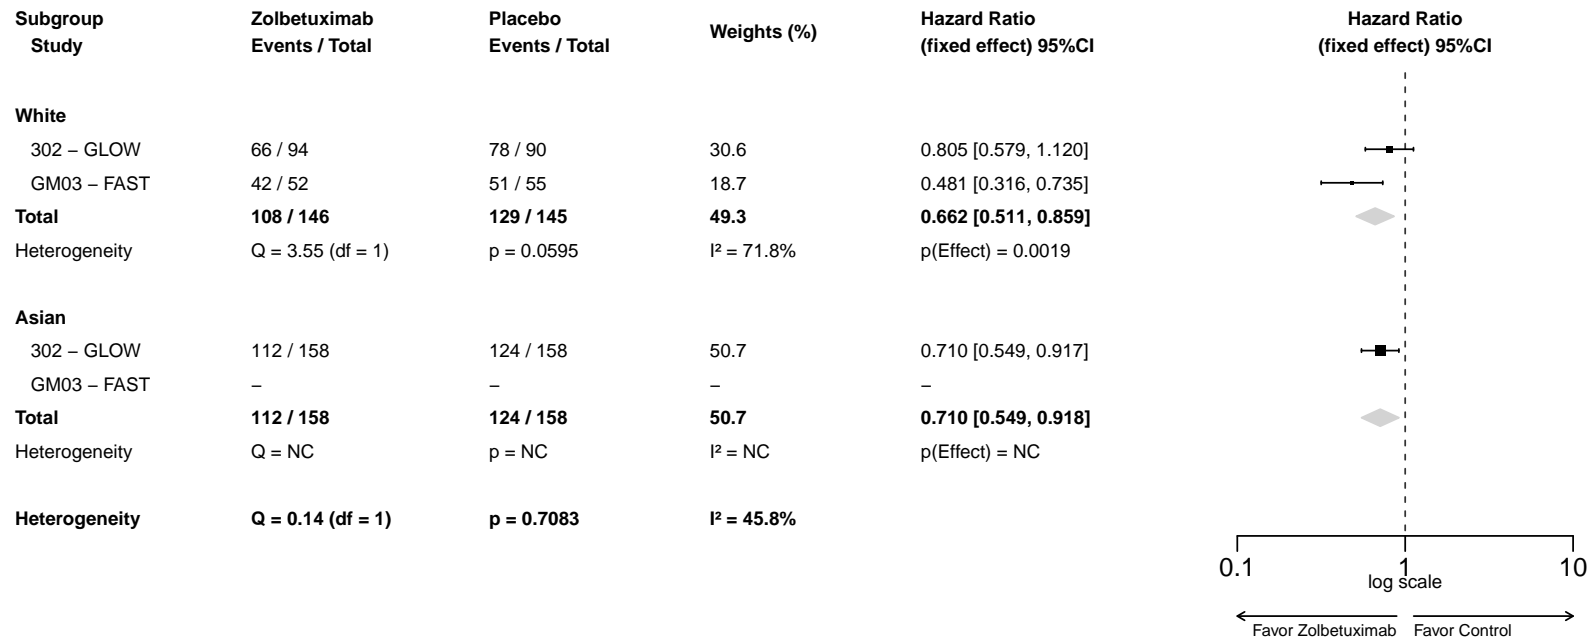 Subgroup Zolbetuximab Placebo Weights (%) Hazard Ratio Hazard Ratio
Study Events / Total Events / Total (fixed effect) 95%CI (fixed effect) 95%CI
White
302 − GLOW 66 / 94 78 / 90 30.6 0.805 [0.579, 1.120]
GM03 − FAST 42 / 52 51 / 55 18.7 0.481 [0.316, 0.735]
Total 108 / 146 129 / 145 49.3 0.662 [0.511, 0.859]
Heterogeneity Q = 3.55 (df = 1) p = 0.0595 I² = 71.8% p(Effect) = 0.0019
Asian
302 − GLOW 112 / 158 124 / 158 50.7 0.710 [0.549, 0.917]
GM03 − FAST − − − −
Total 112 / 158 124 / 158 50.7 0.710 [0.549, 0.918]
Heterogeneity Q = NC p = NC I² = NC p(Effect) = NC
Heterogeneity Q = 0.14 (df = 1) p = 0.7083 I² = 45.8%
0.1 1 10
log scale
Favor Zolbetuximab Favor Control